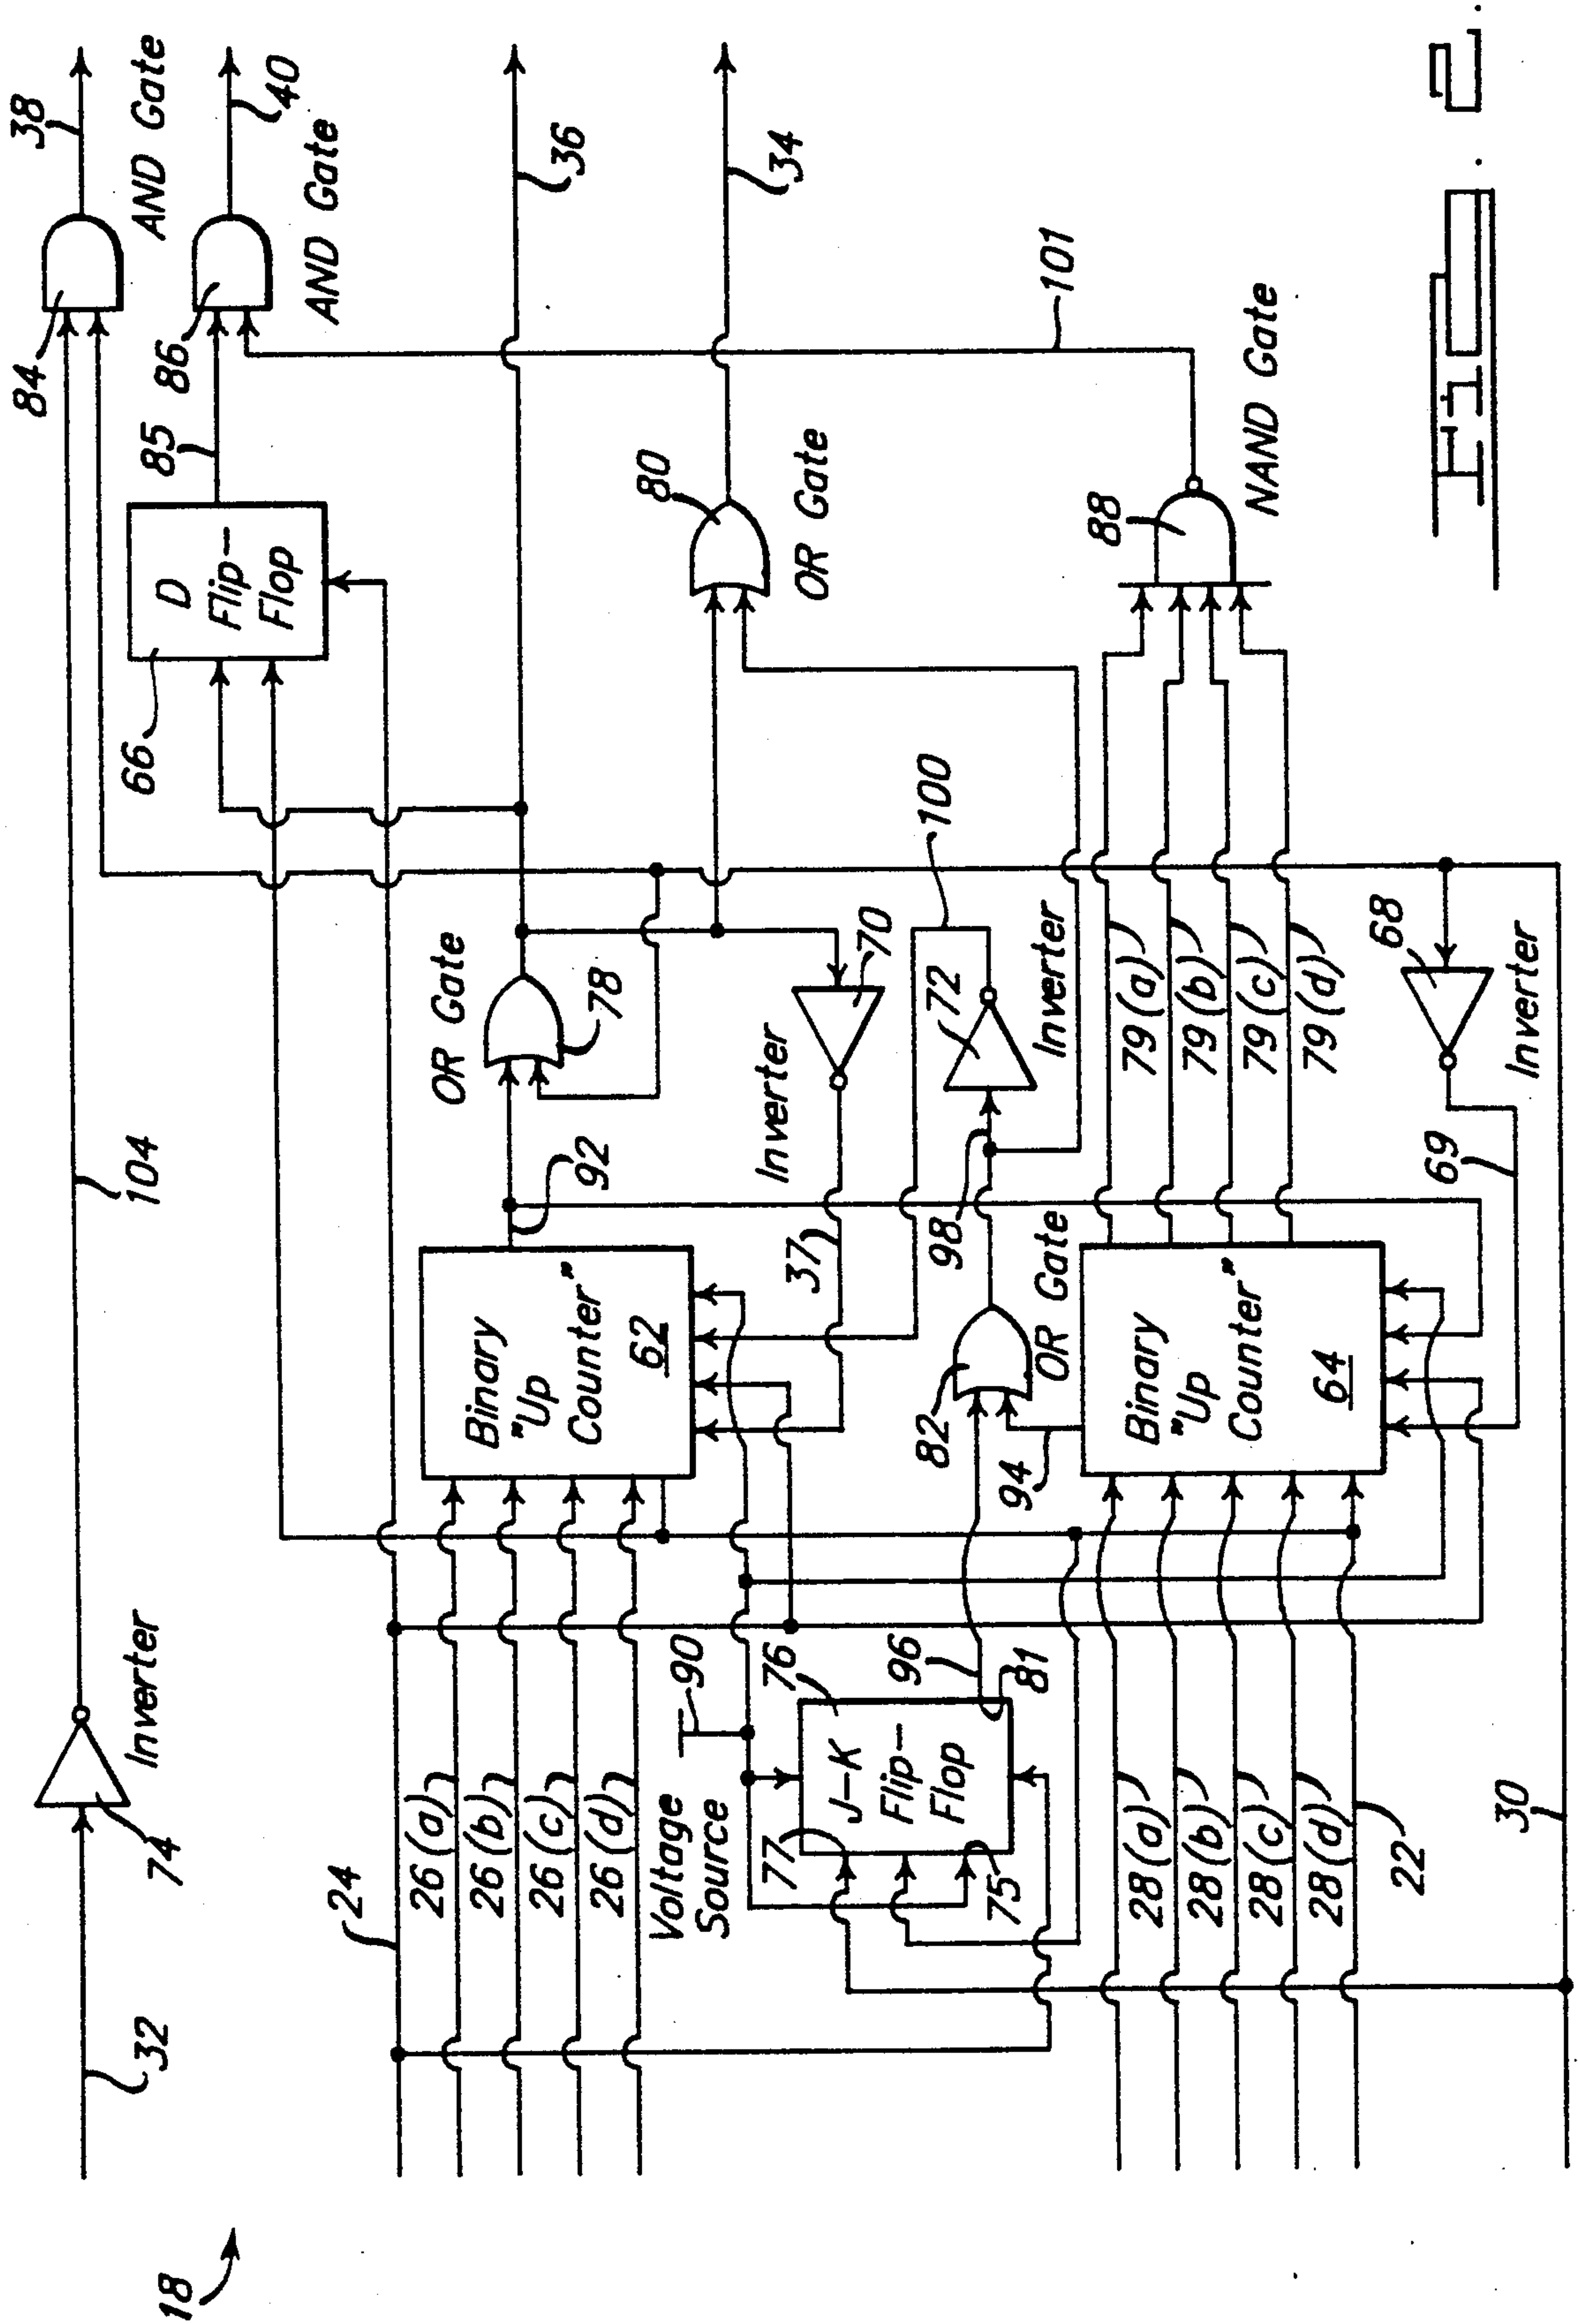 38
AND Gate
84
40
AND Gate
86
85
D
Flip-
Flop
66
104
Inverter
74
32
36
34
101
80
OR Gate
OR Gate
78
92
70
Inverter
37
100
72
Inverter
98
88
NAND Gate
79(a)
79(b)
79(c)
79(d)
68
Inverter
69
Binary
"Up
Counter"
62
82
OR Gate
94
Binary
"Up
Counter"
64
24
26(a)
26(b)
26(c)
26(d)
90
Voltage
Source
76
J-K
Flip-
Flop
77
75
96
81
28(a)
28(b)
28(c)
28(d)
22
30
18
Fig. 2.